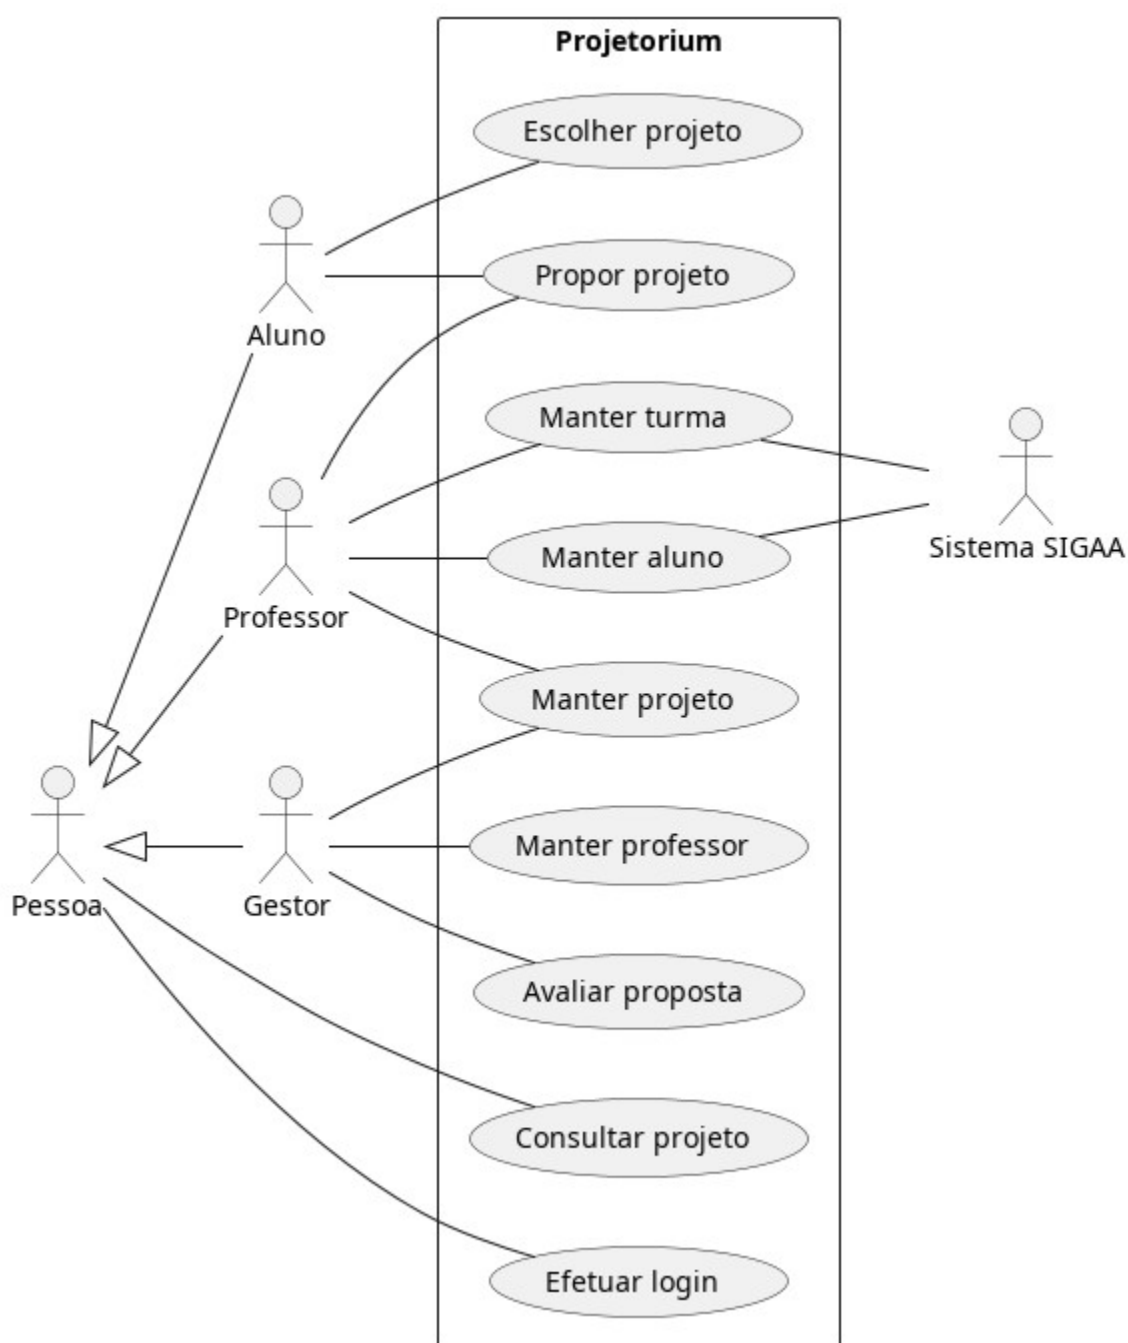 Projetorium
Escolher projeto
Aluno
Propor projeto
Manter turma
Sistema SIGAA
Professor
Manter aluno
Manter projeto
Pessoa
Gestor
Manter professor
Avaliar proposta
Consultar projeto
Efetuar login